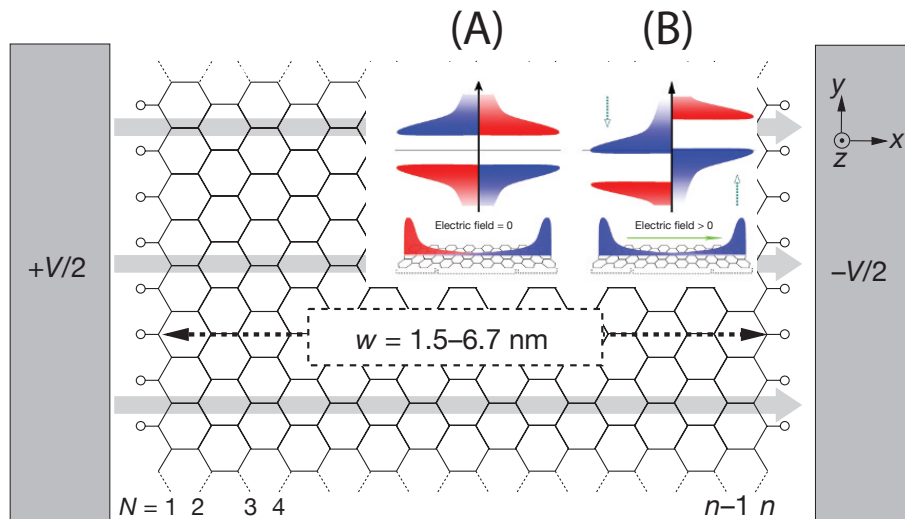 (A) (B)
y
x
z
Electric field = 0 Electric field > 0
+V/2 –V/2
w = 1.5–6.7 nm
N = 1 2 3 4 n–1 n